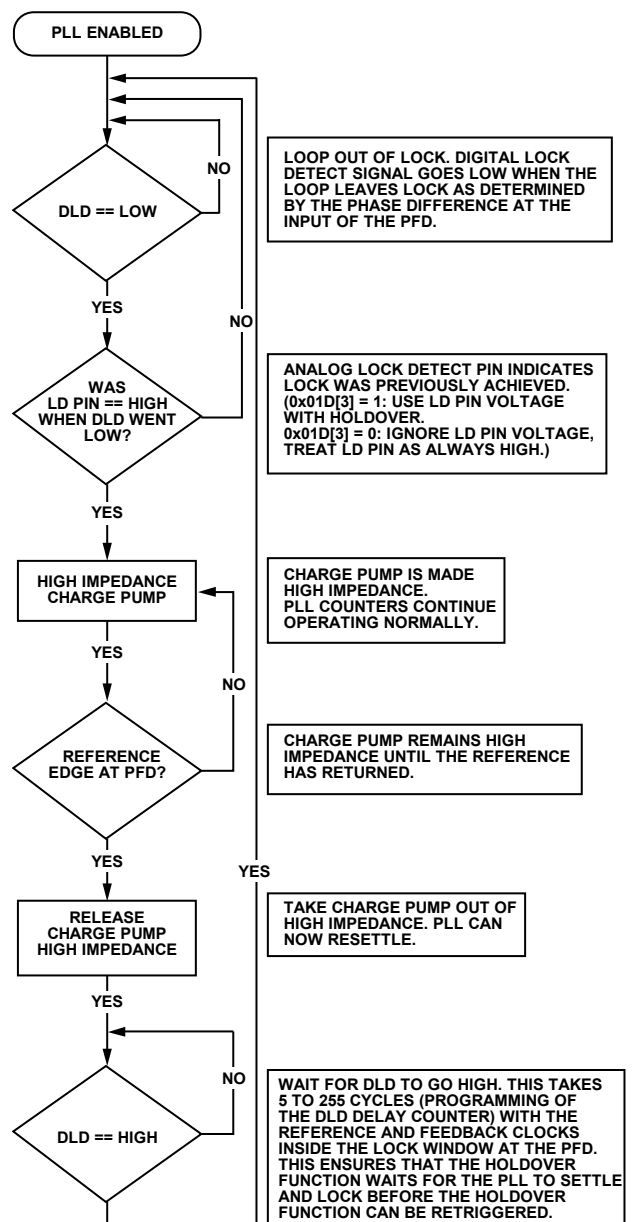 PLL ENABLED
NO
DLD == LOW
LOOP OUT OF LOCK. DIGITAL LOCK
DETECT SIGNAL GOES LOW WHEN THE
LOOP LEAVES LOCK AS DETERMINED
BY THE PHASE DIFFERENCE AT THE
INPUT OF THE PFD.
YES
NO
WAS
LD PIN == HIGH
WHEN DLD WENT
LOW?
ANALOG LOCK DETECT PIN INDICATES
LOCK WAS PREVIOUSLY ACHIEVED.
(0x01D[3] = 1: USE LD PIN VOLTAGE
WITH HOLDOVER.
0x01D[3] = 0: IGNORE LD PIN VOLTAGE,
TREAT LD PIN AS ALWAYS HIGH.)
YES
HIGH IMPEDANCE
CHARGE PUMP
CHARGE PUMP IS MADE
HIGH IMPEDANCE.
PLL COUNTERS CONTINUE
OPERATING NORMALLY.
YES
NO
REFERENCE
EDGE AT PFD?
CHARGE PUMP REMAINS HIGH
IMPEDANCE UNTIL THE REFERENCE
HAS RETURNED.
YES
YES
RELEASE
CHARGE PUMP
HIGH IMPEDANCE
TAKE CHARGE PUMP OUT OF
HIGH IMPEDANCE. PLL CAN
NOW RESETTLE.
YES
NO
DLD == HIGH
WAIT FOR DLD TO GO HIGH. THIS TAKES
5 TO 255 CYCLES (PROGRAMMING OF
THE DLD DELAY COUNTER) WITH THE
REFERENCE AND FEEDBACK CLOCKS
INSIDE THE LOCK WINDOW AT THE PFD.
THIS ENSURES THAT THE HOLDOVER
FUNCTION WAITS FOR THE PLL TO SETTLE
AND LOCK BEFORE THE HOLDOVER
FUNCTION CAN BE RETRIGGERED.